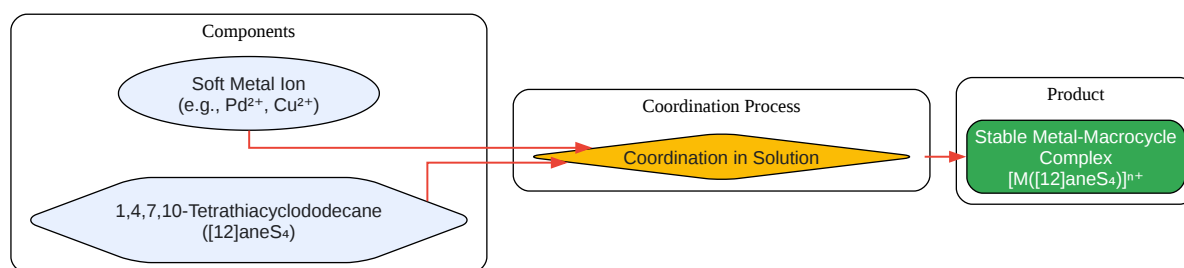 Components
Soft Metal Ion
(e.g., Pd²⁺, Cu²⁺)
1,4,7,10-Tetrathiacyclododecane
([12]aneS₄)
Coordination Process
Coordination in Solution
Product
Stable Metal-Macrocycle
Complex
[M([12]aneS₄)]ⁿ⁺